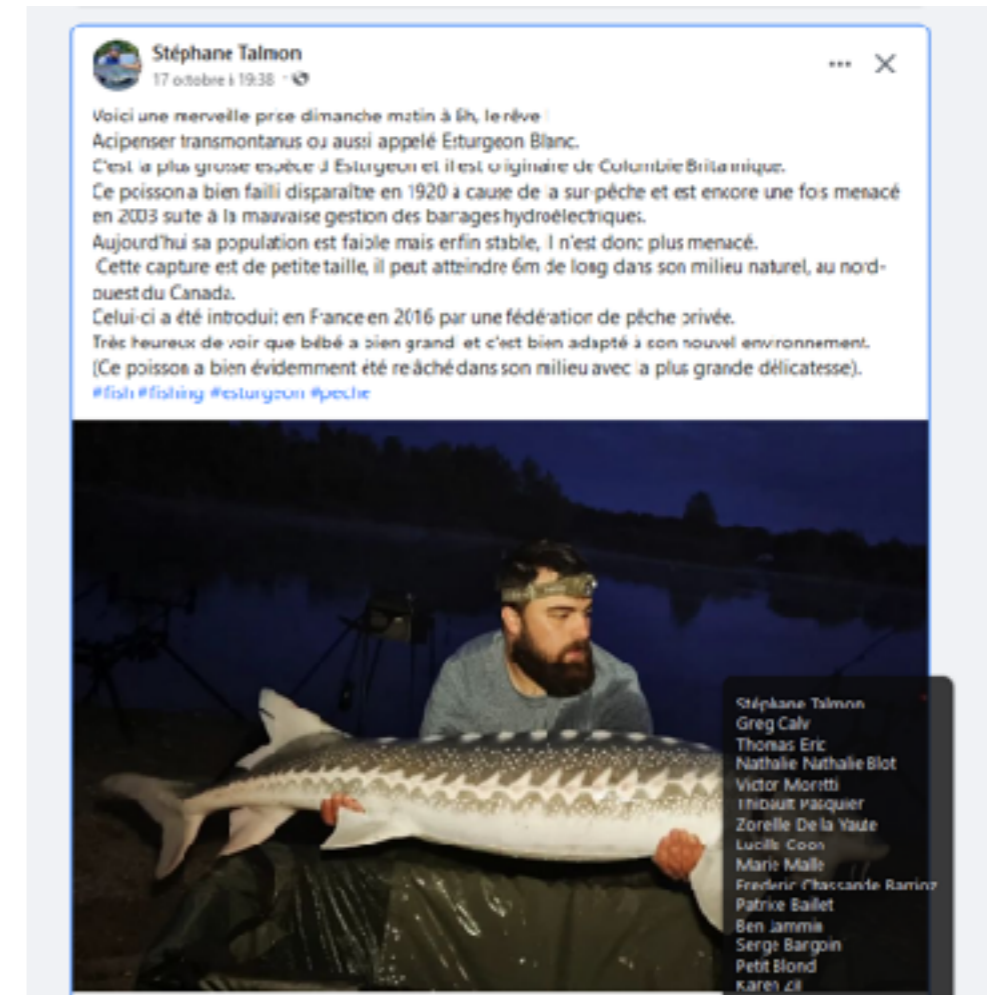 Stéphane Talmon
17 octobre à 19:38
Voici une merveille prise dimanche matin à 6h, le rêve !
Acipenser transmontanus ou aussi appelé Esturgeon Blanc.
C'est la plus grosse espèce d'Esturgeon et il est originaire de Colombie Britannique.
Ce poisson a bien failli disparaître en 1920 à cause de la sur-pêche et est encore une fois menacé
en 2003 suite à la mauvaise gestion des barrages hydroélectriques.
Aujourd'hui sa population est faible mais enfin stable, il n'est donc plus menacé.
Cette capture est de petite taille, il peut atteindre 6m de long dans son milieu naturel, au nord-
ouest du Canada.
Celui-ci a été introduit en France en 2016 par une fédération de pêche privée.
Très heureux de voir que bébé a bien grandi et c'est bien adapté à son nouvel environnement.
(Ce poisson a bien évidemment été relâché dans son milieu avec la plus grande délicatesse).
#fish #fishing #esturgeon #peche
Stéphane Talmon
Greg Calv
Thomas Eric
Nathalie Nathalie Blot
Victor Moretti
Thibault Pasquier
Zorelle De la Yaute
Lucille Coon
Marie Malle
Frederic Chassande Barrioz
Patrice Baillet
Ben Jammin
Serge Bargoin
Petit Blond
Karen Zil